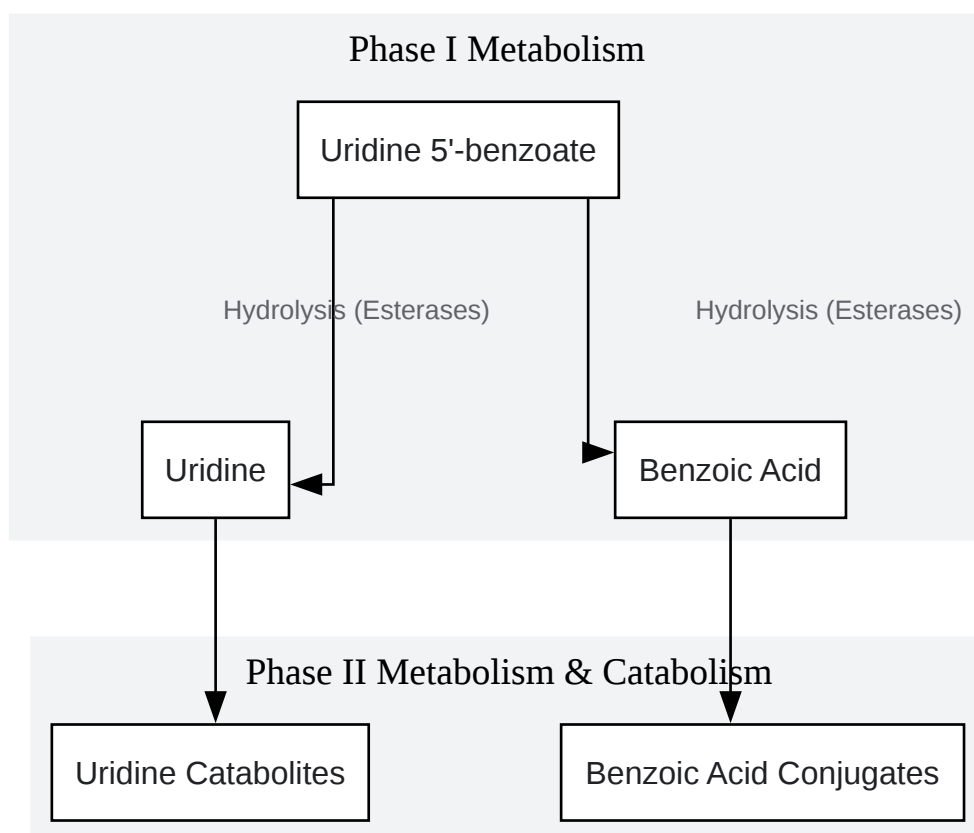 Phase I Metabolism
Uridine 5'-benzoate
Hydrolysis (Esterases)
Hydrolysis (Esterases)
Uridine
Benzoic Acid
Phase II Metabolism & Catabolism
Uridine Catabolites
Benzoic Acid Conjugates